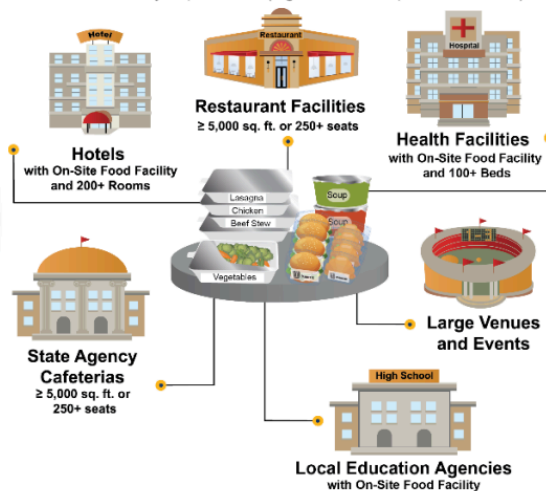 Hotel
Restaurant
Hospital
Restaurant Facilities
≥ 5,000 sq. ft. or 250+ seats
Hotels
with On-Site Food Facility
and 200+ Rooms
Health Facilities
with On-Site Food Facility
and 100+ Beds
Lasagna
Chicken
Beef Stew
Vegetables
Soup
Soup
Large Venues
and Events
State Agency
Cafeterias
≥ 5,000 sq. ft. or
250+ seats
High School
Local Education Agencies
with On-Site Food Facility